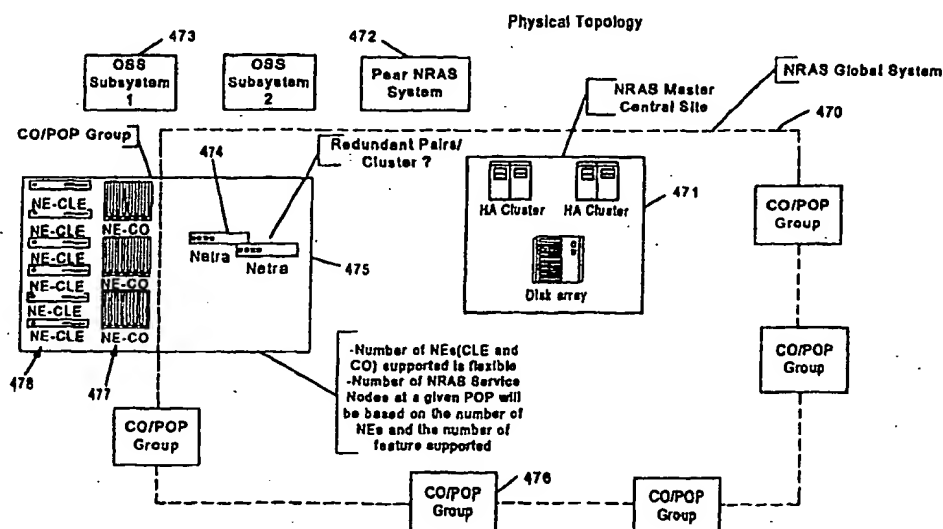 Physical Topology
473
472
OSS
Subsystem
1
OSS
Subsystem
2
Peer NRAS
System
NRAS Master
Central Site
NRAS Global System
470
CO/POP Group
474
Redundant Pairs/
Cluster ?
NE-CLE
NE-CLE
NE-CLE
NE-CLE
NE-CLE
NE-CLE
NE-CO
NE-CO
NE-CO
Netra
Netra
475
HA Cluster
HA Cluster
Disk array
471
CO/POP
Group
478
477
-Number of NEs(CLE and
CO) supported is flexible
-Number of NRAS Service
Nodes at a given POP will
be based on the number of
NEs and the number of
feature supported
CO/POP
Group
CO/POP
Group
476
CO/POP
Group
CO/POP
Group